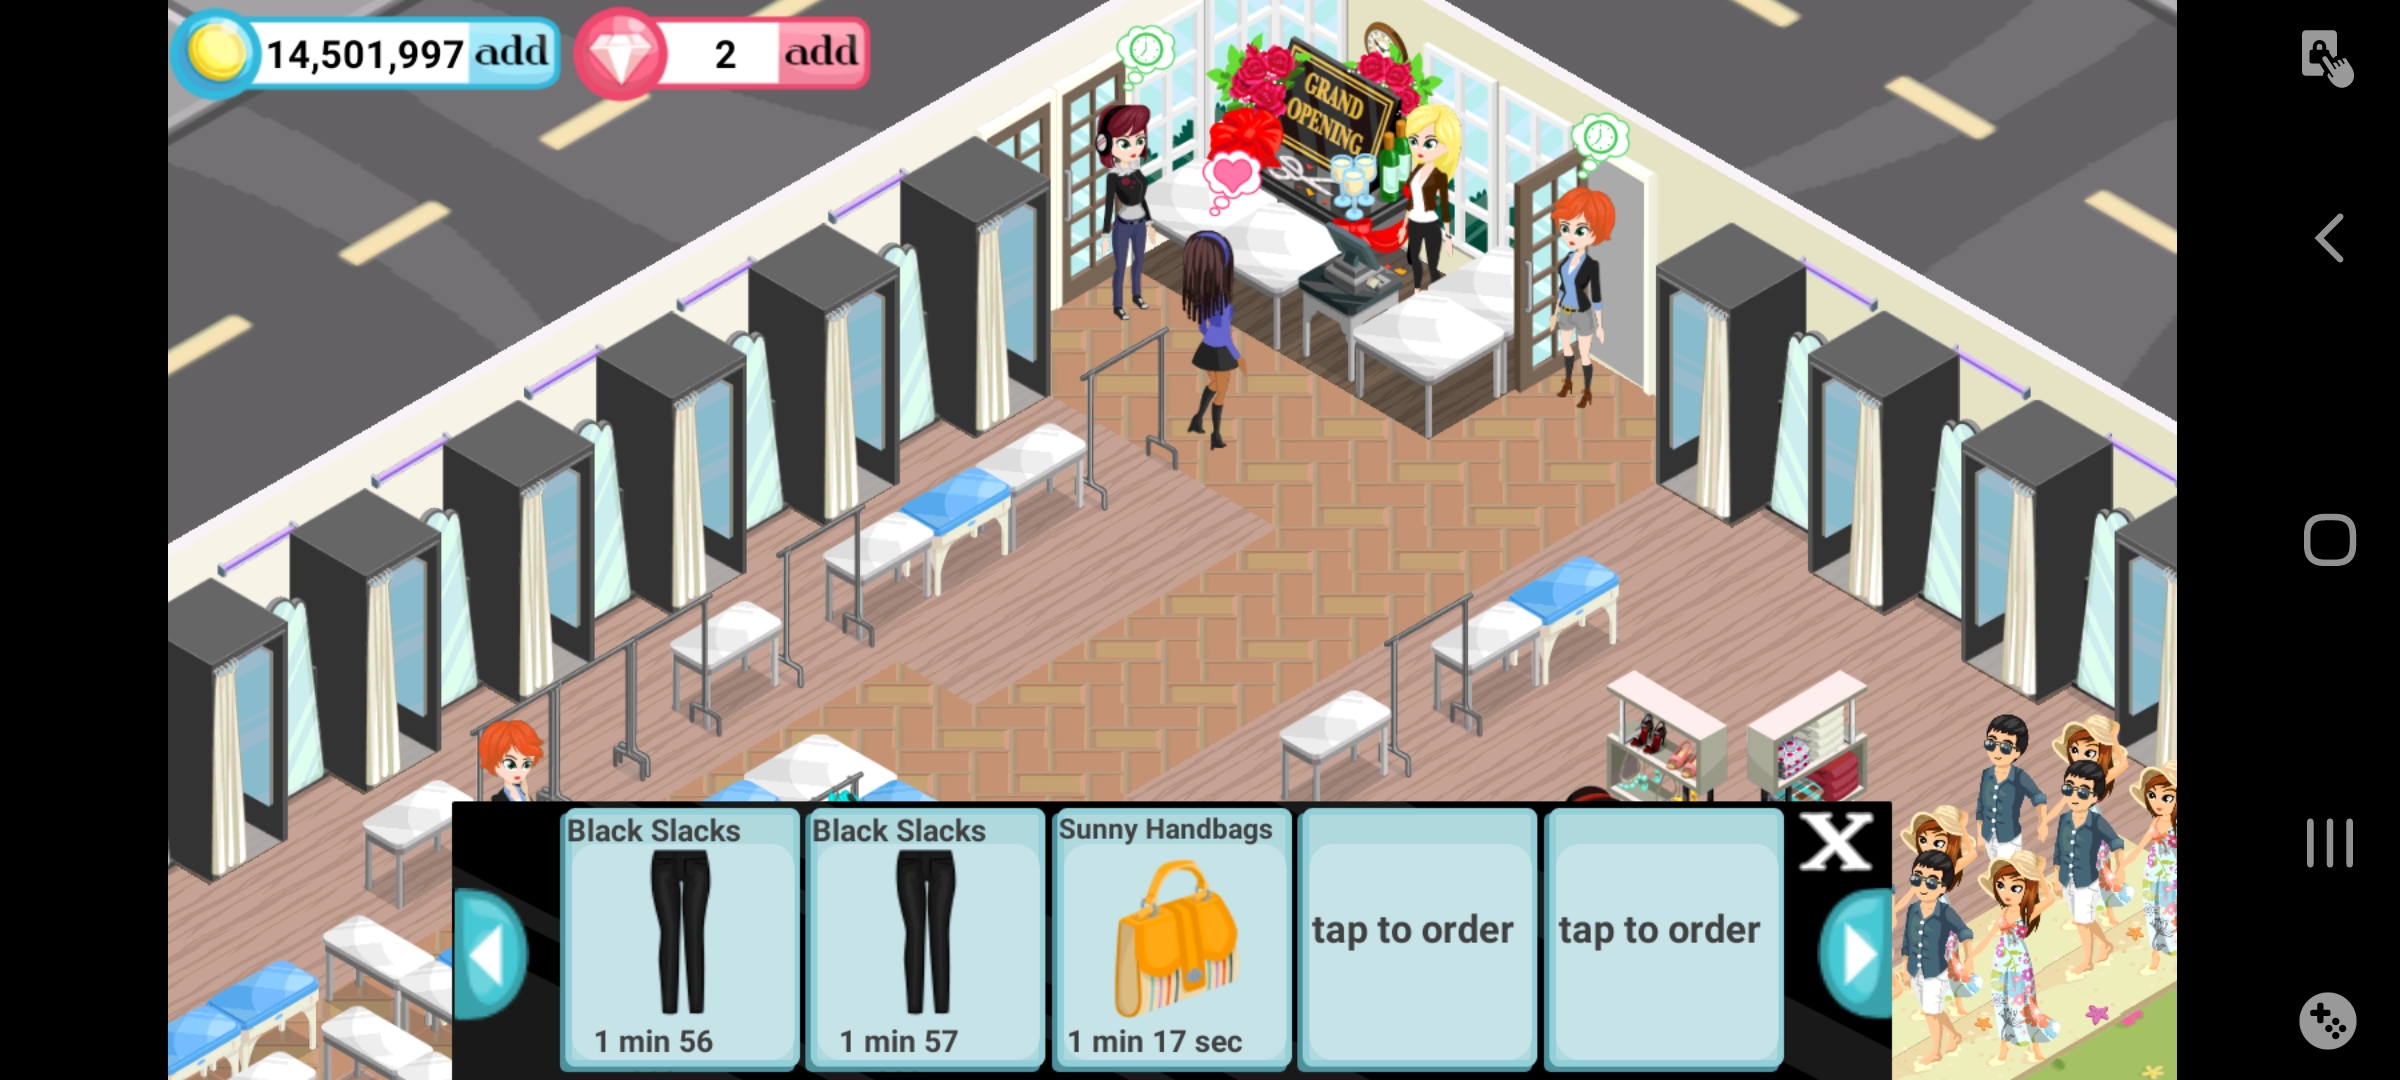 14,501,997 add
2 add
GRAND
OPENING
Black Slacks
1 min 56
Black Slacks
1 min 57
Sunny Handbags
1 min 17 sec
tap to order
tap to order
X